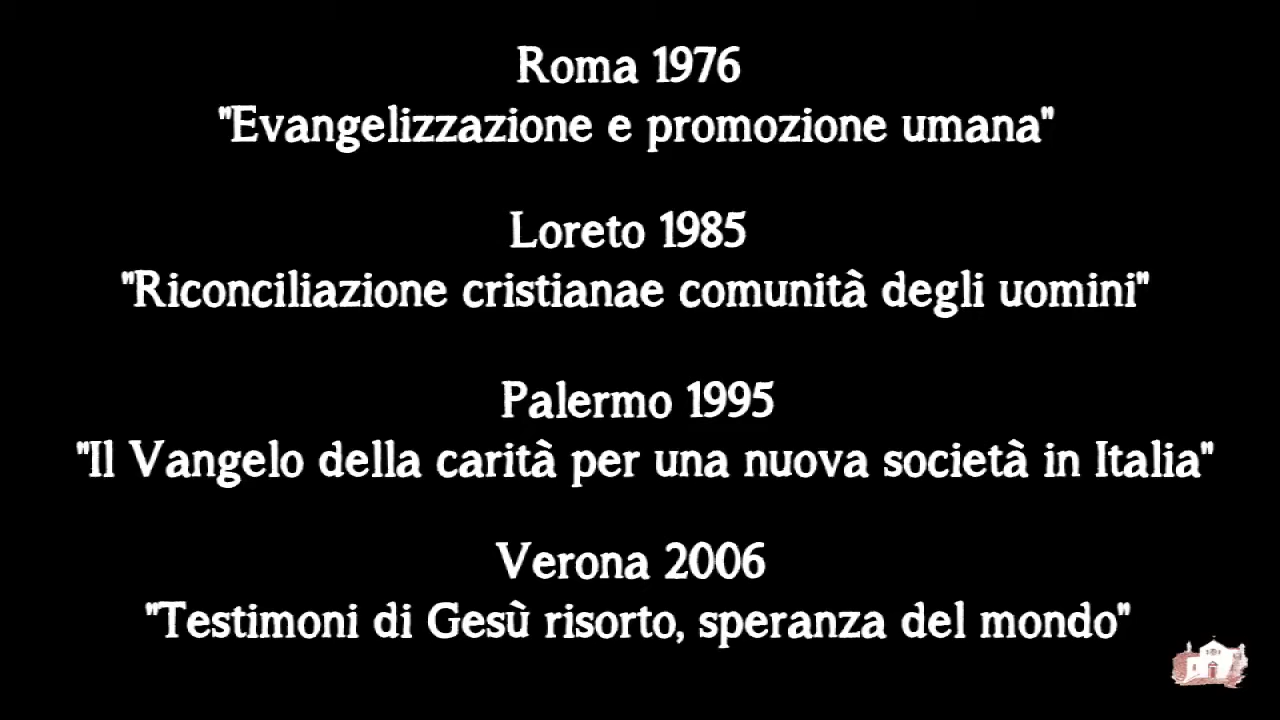 Roma 1976
"Evangelizzazione e promozione umana"
Loreto 1985
"Riconciliazione cristianae comunità degli uomini"
Palermo 1995
"Il Vangelo della carità per una nuova società in Italia"
Verona 2006
"Testimoni di Gesù risorto, speranza del mondo"